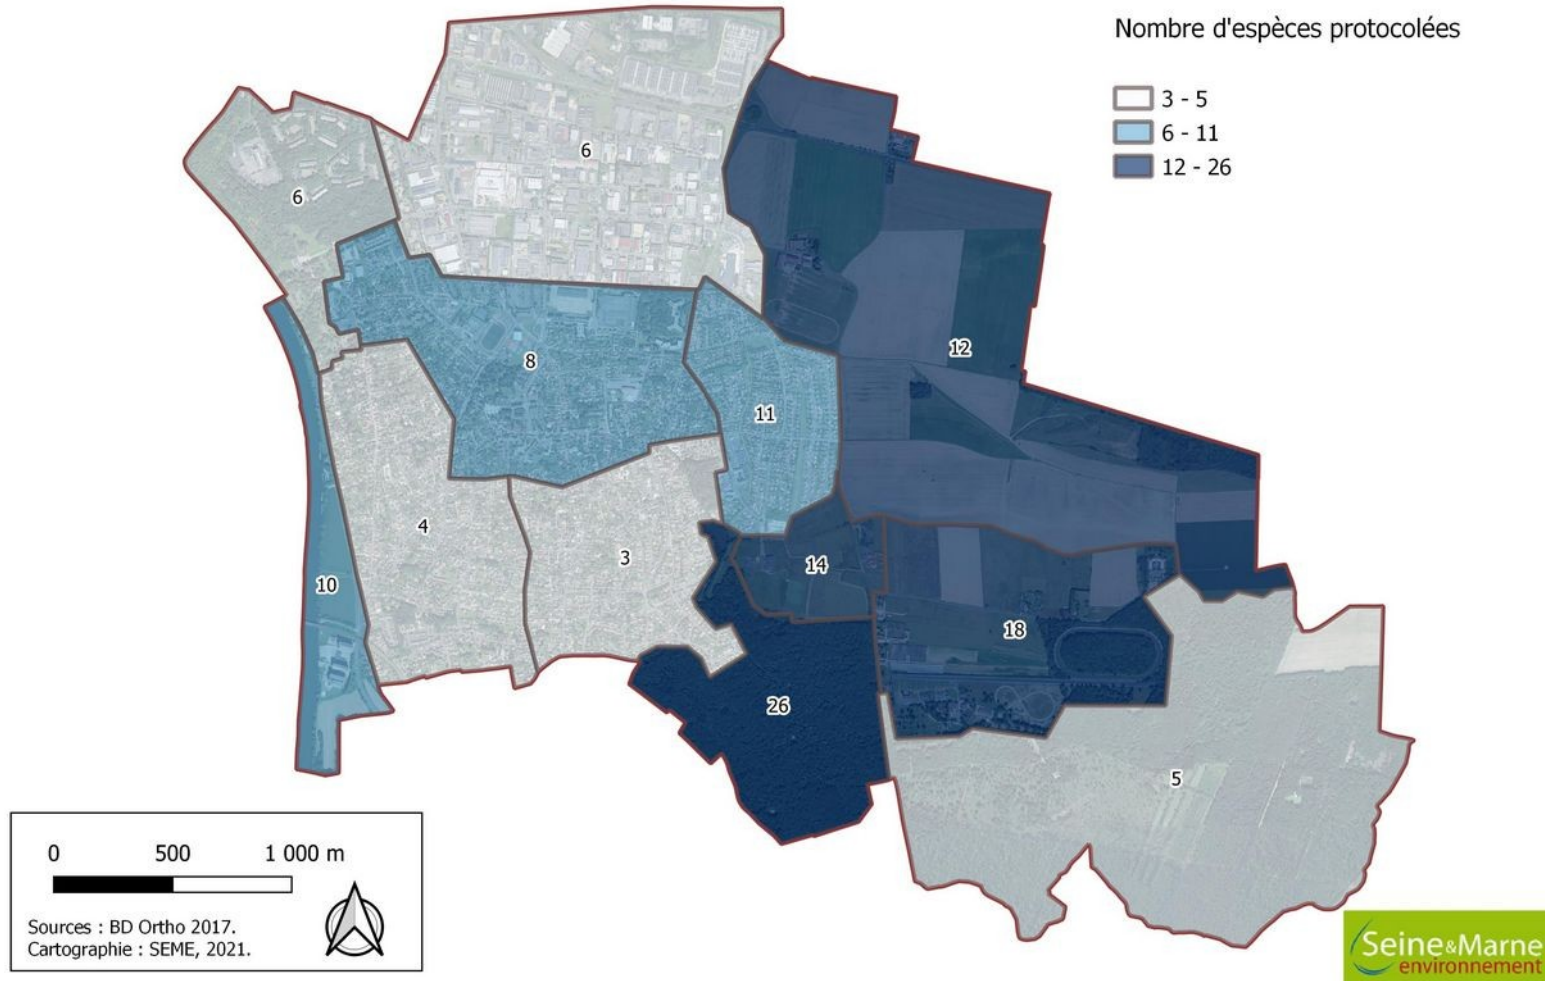 Nombre d'espèces protocolées
3 - 5
6 - 11
12 - 26
6
6
12
8
11
4
3
14
10
18
26
5
0 500 1 000 m
Sources : BD Ortho 2017.
Cartographie : SEME, 2021.
Seine&Marne
environnement